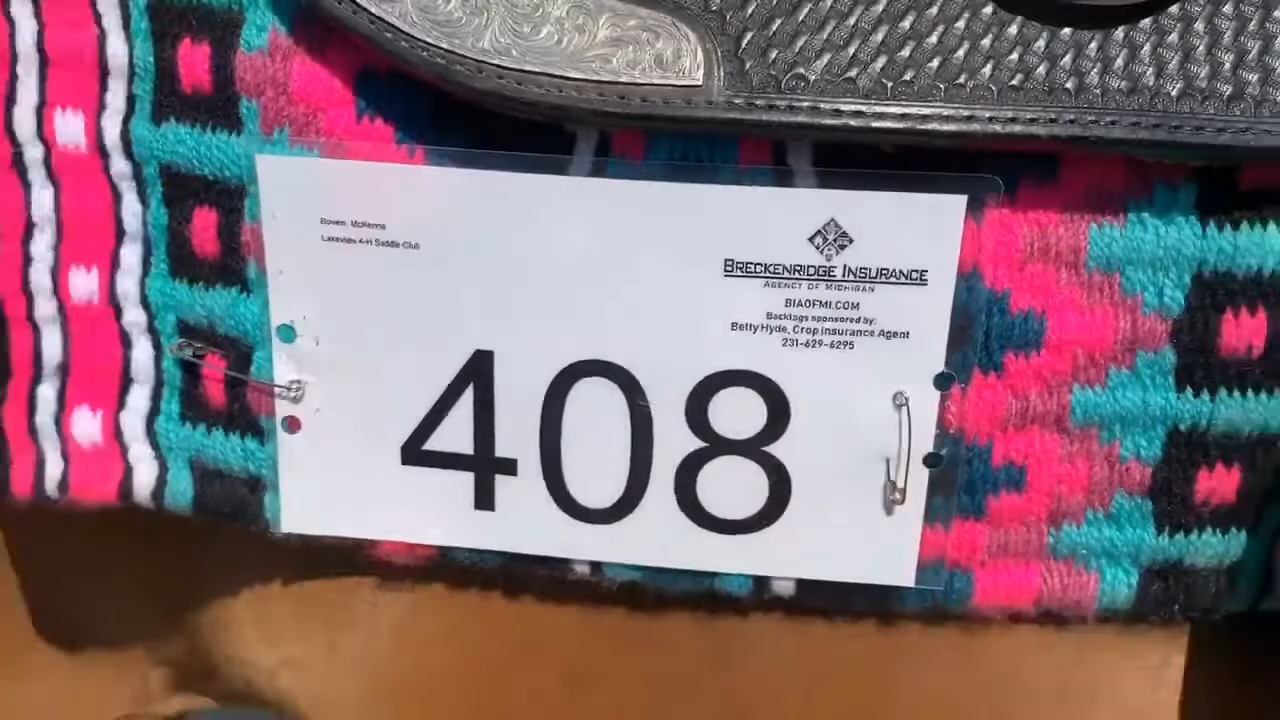 Bowen, McKenna
Lakeview 4-H Saddle Club
BRECKENRIDGE INSURANCE
AGENCY OF MICHIGAN
BIAOFMI.COM
Backtags sponsored by:
Betty Hyde, Crop Insurance Agent
231-629-6295
408